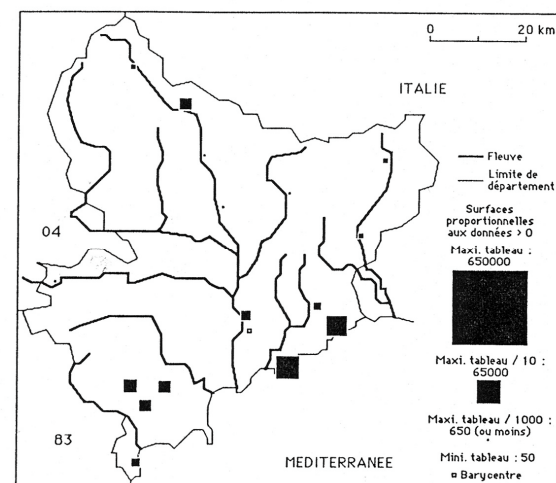 0 20 km
ITALIE
Fleuve
Limite de
département
Surfaces
proportionnelles
aux données > 0
Maxi. tableau :
650000
04
Maxi. tableau / 10 :
65000
Maxi. tableau / 1000 :
650 (ou moins)
83
Mini. tableau : 50
MEDITERRANEE
Barycentre